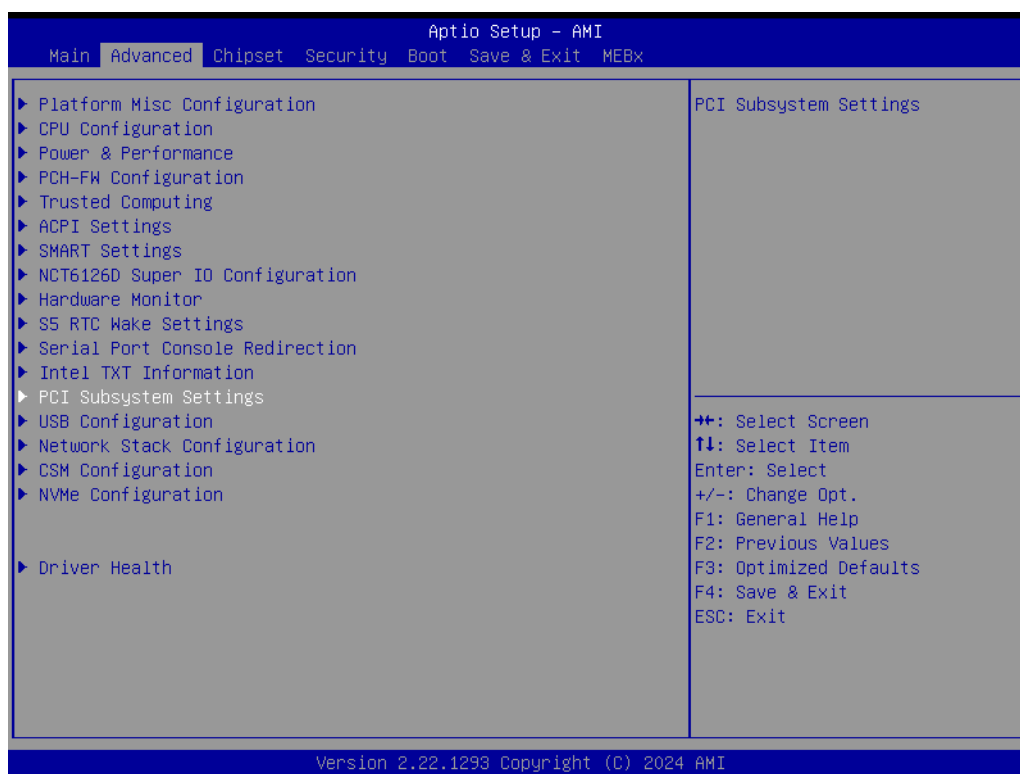 Aptio Setup – AMI
Main Advanced Chipset Security Boot Save & Exit MEBx
Platform Misc Configuration
CPU Configuration
Power & Performance
PCH-FW Configuration
Trusted Computing
ACPI Settings
SMART Settings
NCT6126D Super IO Configuration
Hardware Monitor
S5 RTC Wake Settings
Serial Port Console Redirection
Intel TXT Information
PCI Subsystem Settings
USB Configuration
Network Stack Configuration
CSM Configuration
NVMe Configuration
Driver Health
PCI Subsystem Settings
→←: Select Screen
↑↓: Select Item
Enter: Select
+/-: Change Opt.
F1: General Help
F2: Previous Values
F3: Optimized Defaults
F4: Save & Exit
ESC: Exit
Version 2.22.1293 Copyright (C) 2024 AMI